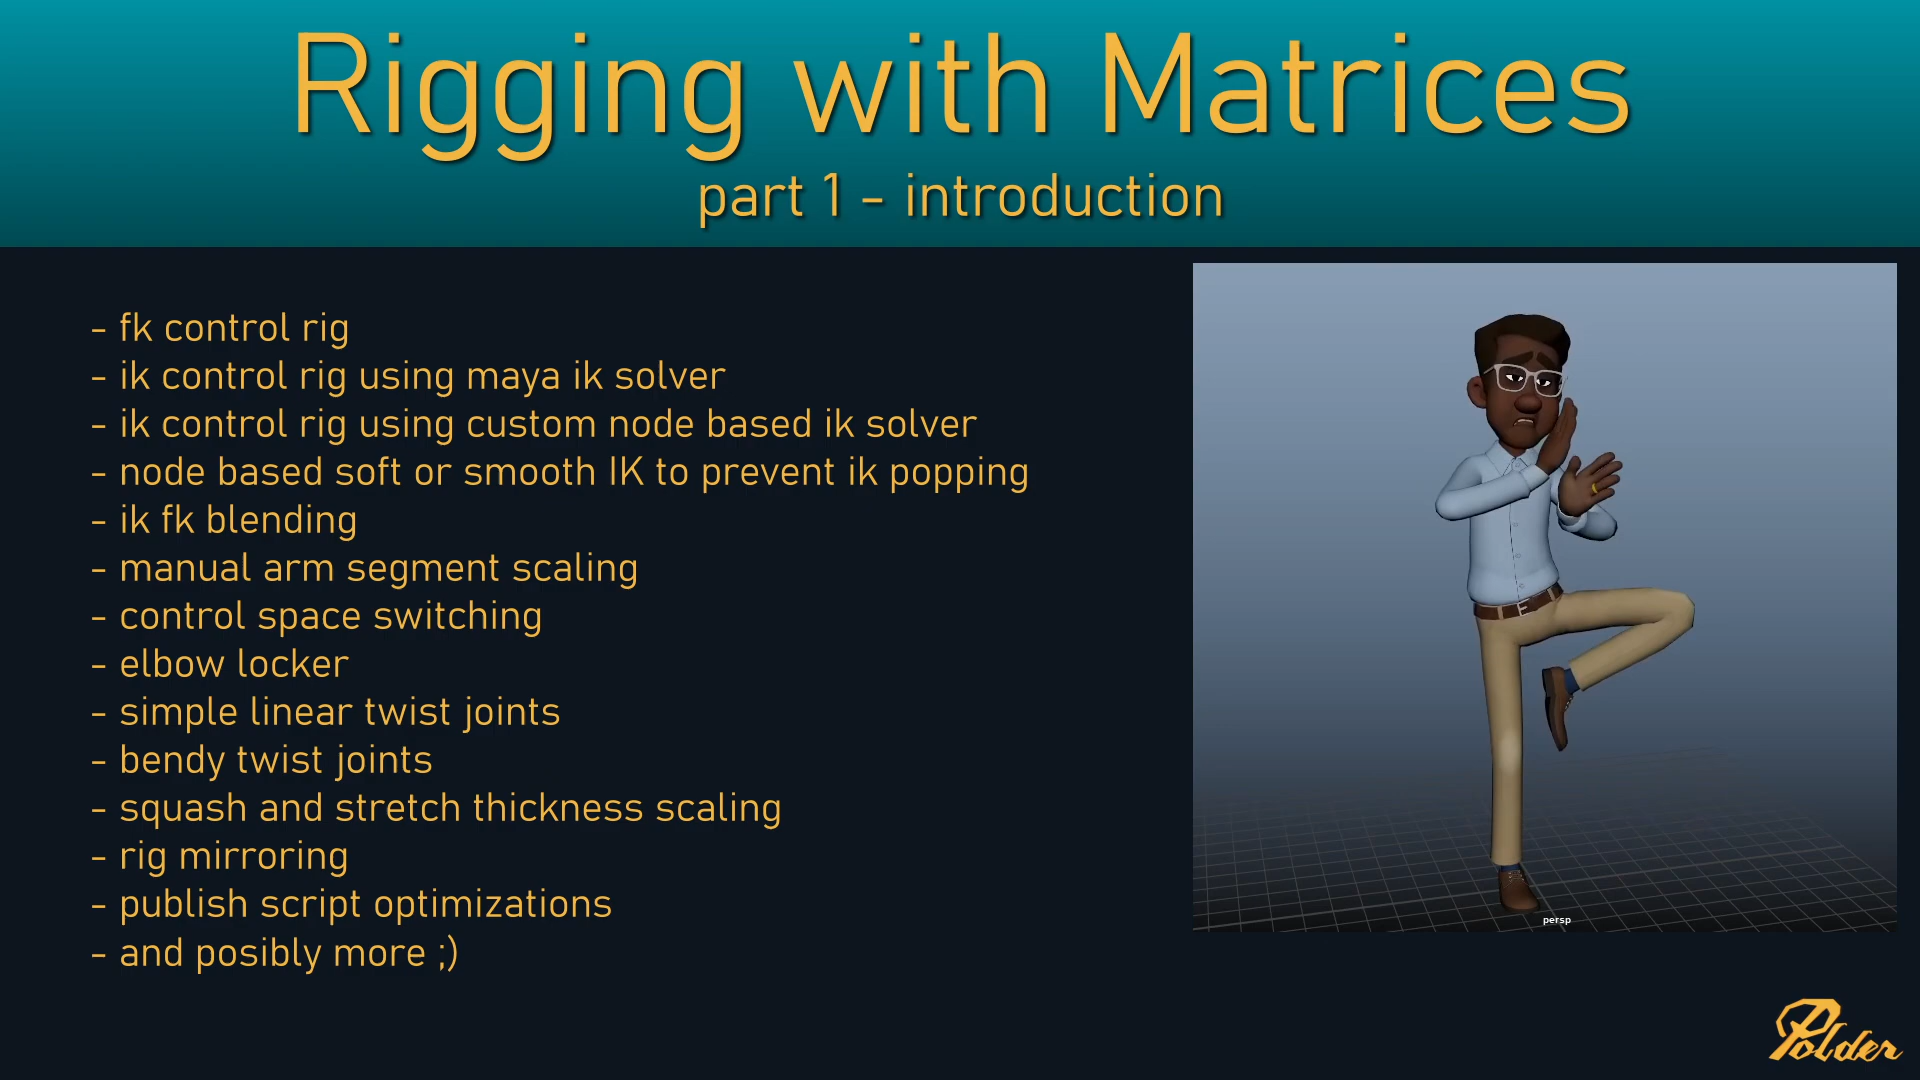 Rigging with Matrices
part 1 - introduction
- fk control rig
- ik control rig using maya ik solver
- ik control rig using custom node based ik solver
- node based soft or smooth IK to prevent ik popping
- ik fk blending
- manual arm segment scaling
- control space switching
- elbow locker
- simple linear twist joints
- bendy twist joints
- squash and stretch thickness scaling
- rig mirroring
- publish script optimizations
- and posibly more ;)
persp
Polder